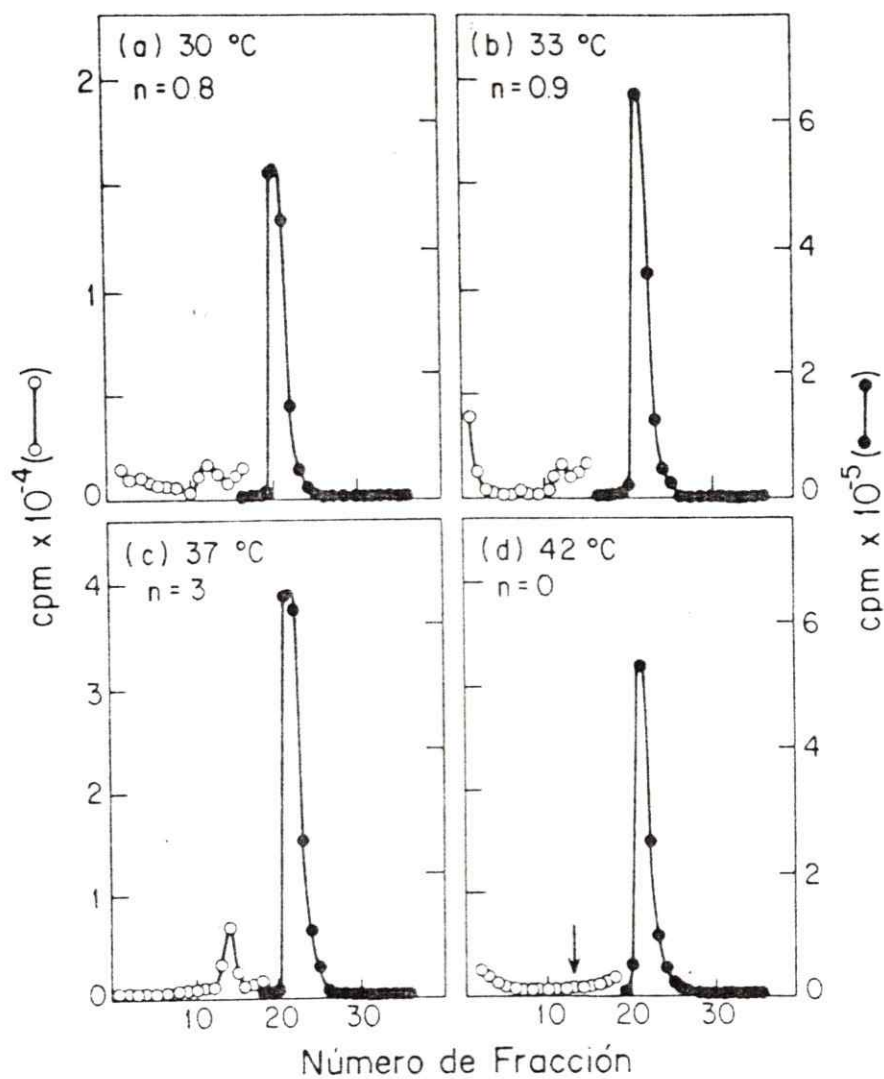 (a) 30 °C
n=0.8
(b) 33 °C
n=0.9
2
1
0
6
4
2
0
(c) 37 °C
n=3
(d) 42 °C
n=0
4
3
2
1
0
6
4
2
0
10 20 30
10 20 30
cpm x 10⁻⁴ (○—○)
cpm x 10⁻⁵ (●—●)
Número de Fracción